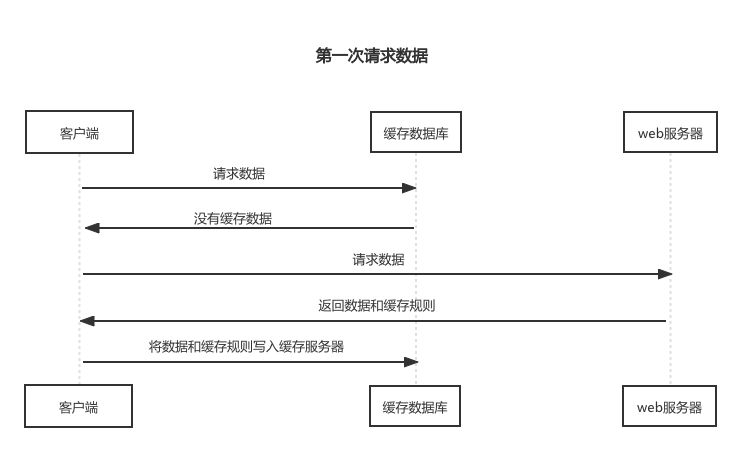 第一次请求数据
客户端
缓存数据库
web服务器
请求数据
没有缓存数据
请求数据
返回数据和缓存规则
将数据和缓存规则写入缓存服务器
客户端
缓存数据库
web服务器